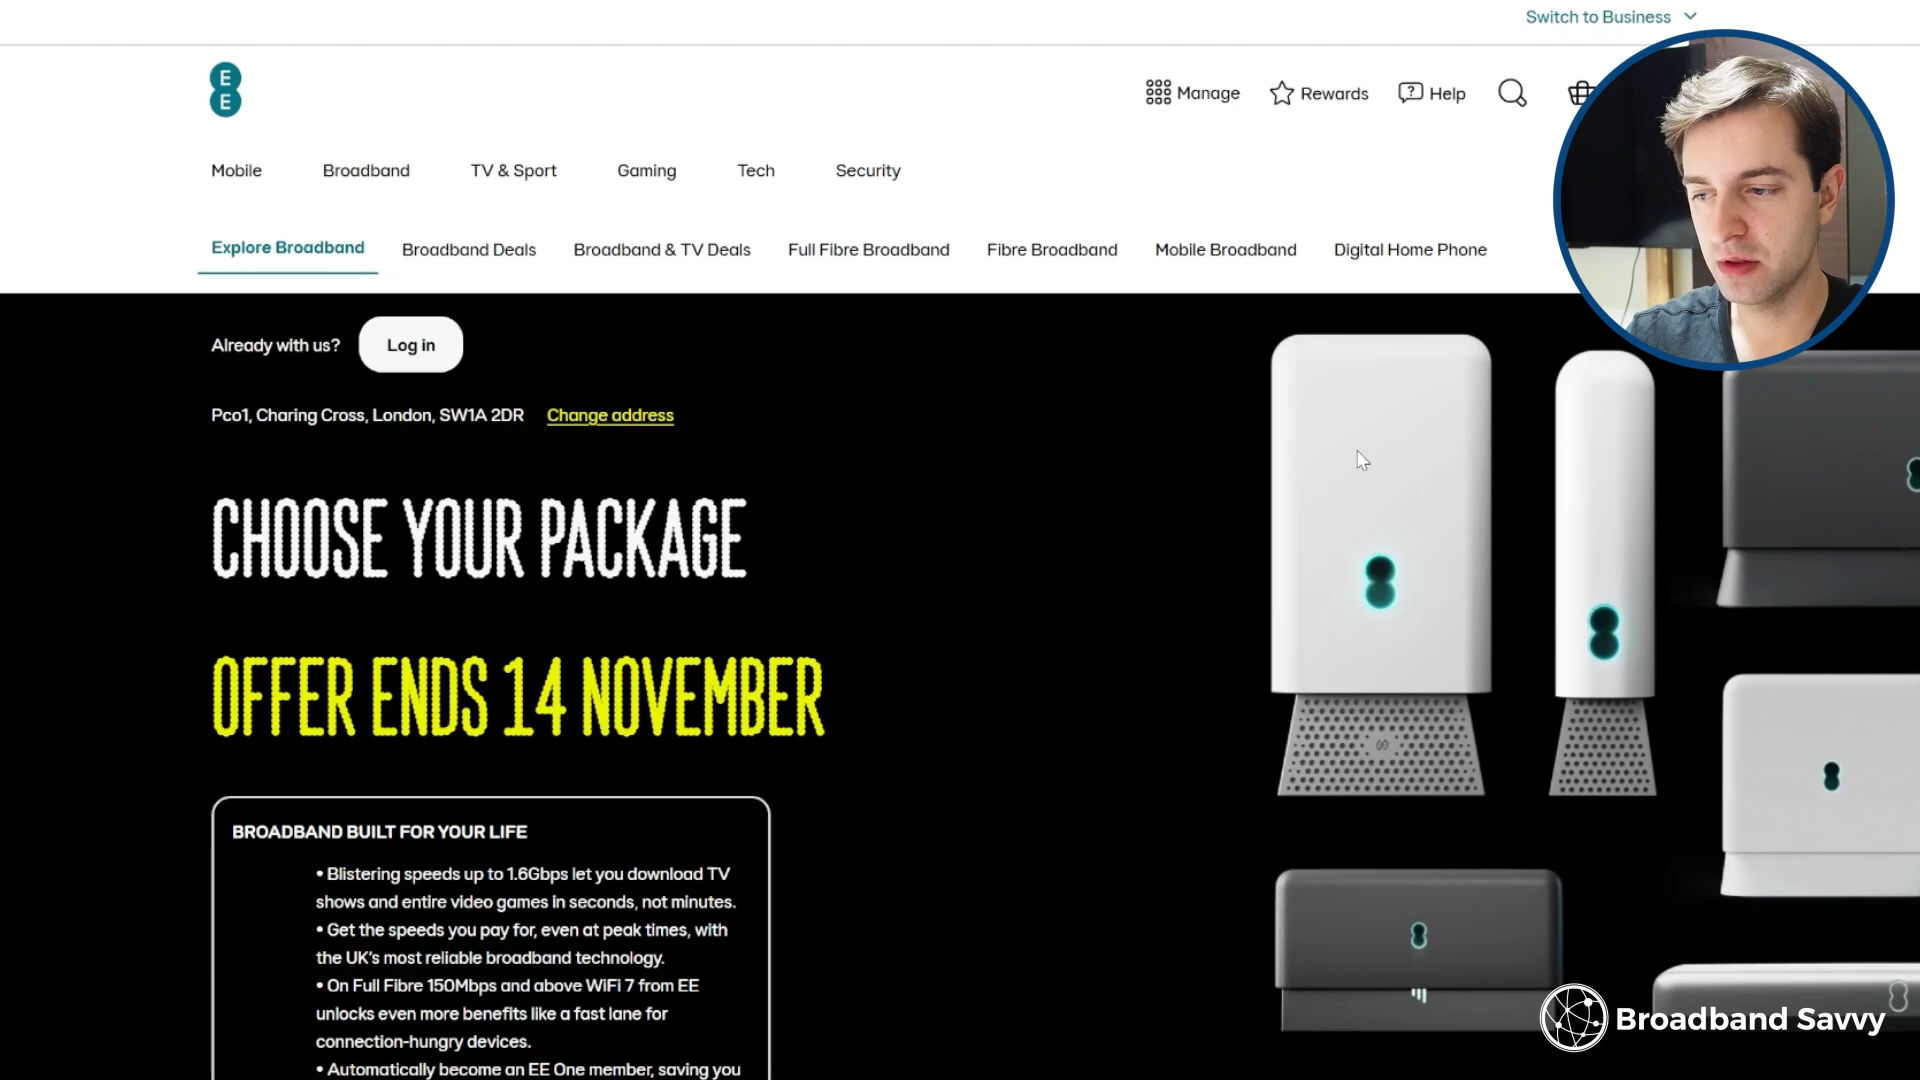 Switch to Business
E
E
Manage
Rewards
Help
Mobile
Broadband
TV & Sport
Gaming
Tech
Security
Explore Broadband
Broadband Deals
Broadband & TV Deals
Full Fibre Broadband
Fibre Broadband
Mobile Broadband
Digital Home Phone
Already with us?
Log in
Pco1, Charing Cross, London, SW1A 2DR
Change address
CHOOSE YOUR PACKAGE
OFFER ENDS 14 NOVEMBER
BROADBAND BUILT FOR YOUR LIFE
• Blistering speeds up to 1.6Gbps let you download TV
shows and entire video games in seconds, not minutes.
• Get the speeds you pay for, even at peak times, with
the UK's most reliable broadband technology.
• On Full Fibre 150Mbps and above WiFi 7 from EE
unlocks even more benefits like a fast lane for
connection-hungry devices.
• Automatically become an EE One member, saving you
Broadband Savvy